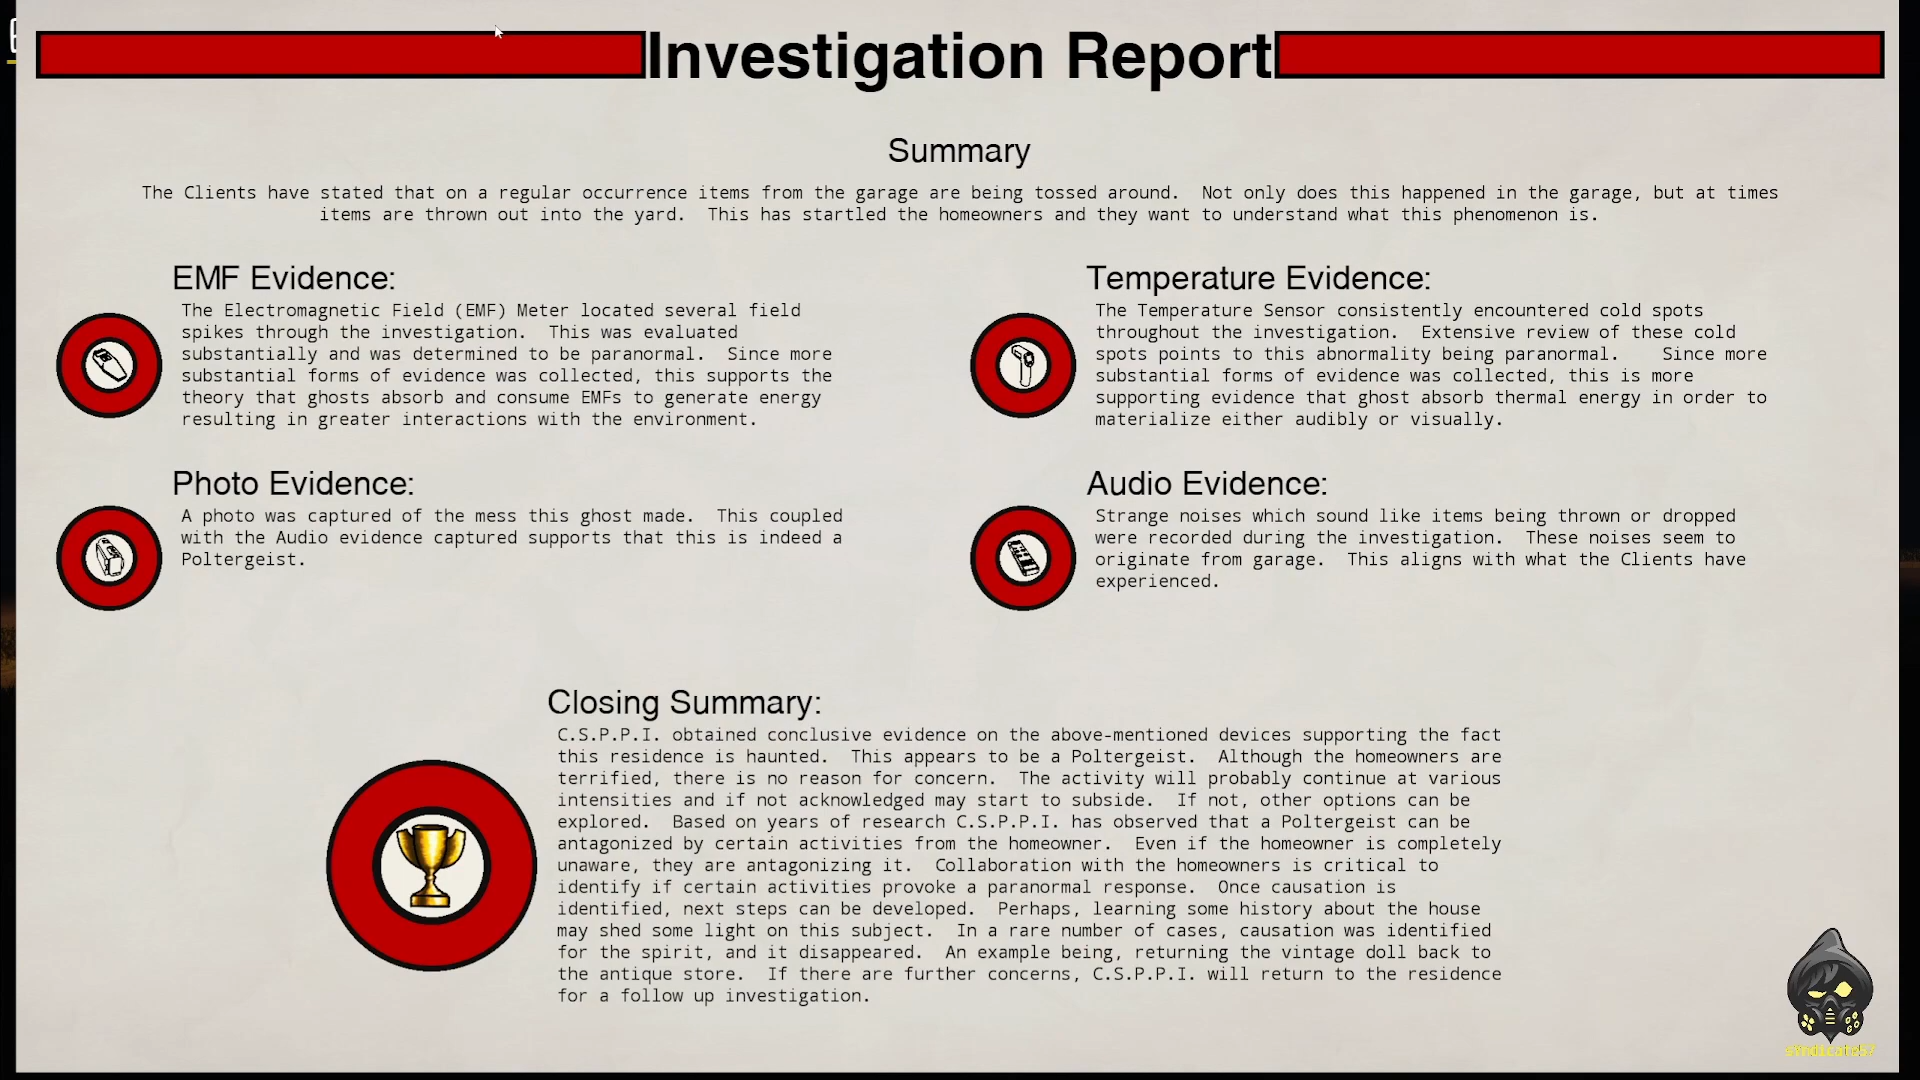 Investigation Report
Summary
The Clients have stated that on a regular occurrence items from the garage are being tossed around. Not only does this happened in the garage, but at times
items are thrown out into the yard. This has startled the homeowners and they want to understand what this phenomenon is.
EMF Evidence:
The Electromagnetic Field (EMF) Meter located several field
spikes through the investigation. This was evaluated
substantially and was determined to be paranormal. Since more
substantial forms of evidence was collected, this supports the
theory that ghosts absorb and consume EMFs to generate energy
resulting in greater interactions with the environment.
Temperature Evidence:
The Temperature Sensor consistently encountered cold spots
throughout the investigation. Extensive review of these cold
spots points to this abnormality being paranormal. Since more
substantial forms of evidence was collected, this is more
supporting evidence that ghost absorb thermal energy in order to
materialize either audibly or visually.
Photo Evidence:
A photo was captured of the mess this ghost made. This coupled
with the Audio evidence captured supports that this is indeed a
Poltergeist.
Audio Evidence:
Strange noises which sound like items being thrown or dropped
were recorded during the investigation. These noises seem to
originate from garage. This aligns with what the Clients have
experienced.
Closing Summary:
C.S.P.P.I. obtained conclusive evidence on the above-mentioned devices supporting the fact
this residence is haunted. This appears to be a Poltergeist. Although the homeowners are
terrified, there is no reason for concern. The activity will probably continue at various
intensities and if not acknowledged may start to subside. If not, other options can be
explored. Based on years of research C.S.P.P.I. has observed that a Poltergeist can be
antagonized by certain activities from the homeowner. Even if the homeowner is completely
unaware, they are antagonizing it. Collaboration with the homeowners is critical to
identify if certain activities provoke a paranormal response. Once causation is
identified, next steps can be developed. Perhaps, learning some history about the house
may shed some light on this subject. In a rare number of cases, causation was identified
for the spirit, and it disappeared. An example being, returning the vintage doll back to
the antique store. If there are further concerns, C.S.P.P.I. will return to the residence
for a follow up investigation.